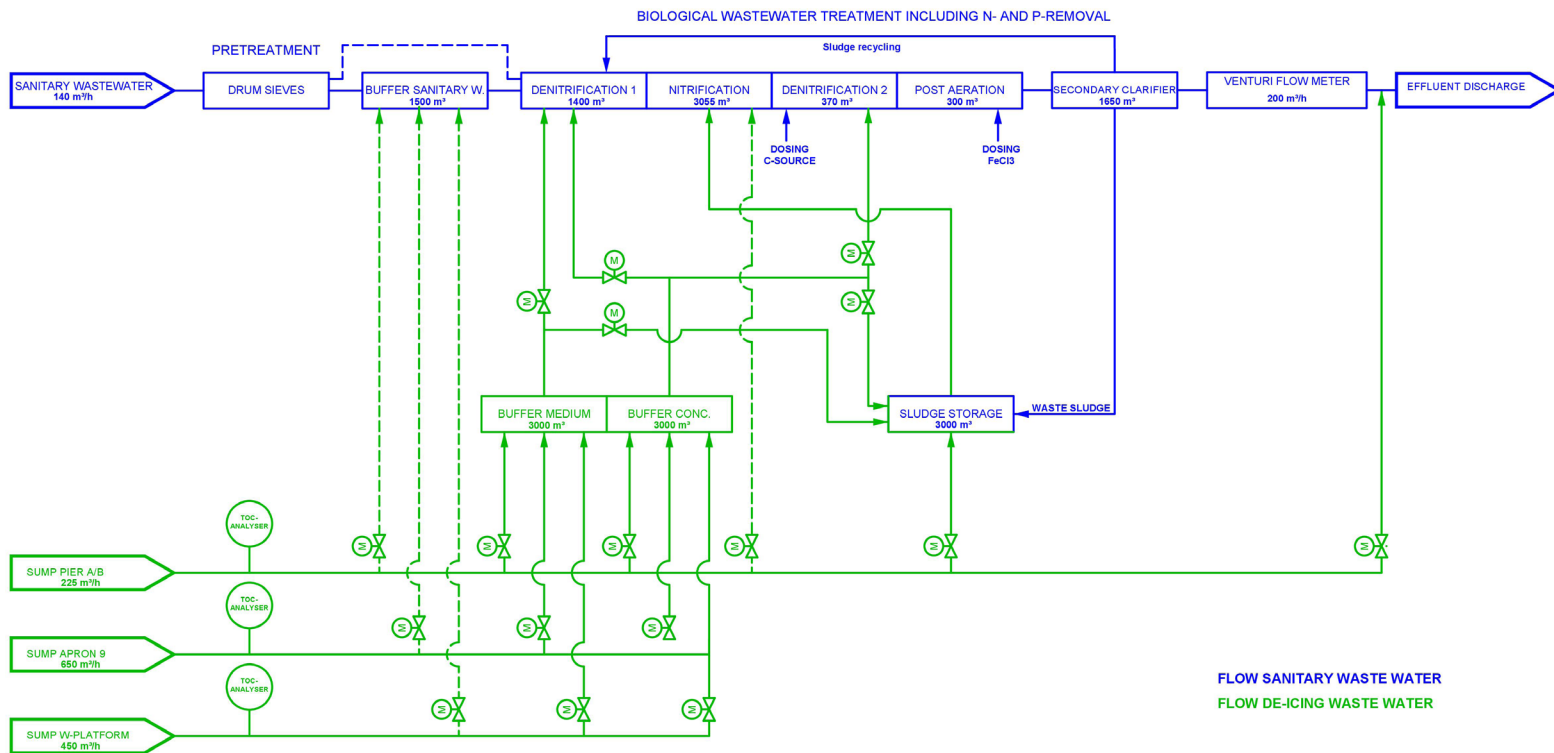 BIOLOGICAL WASTEWATER TREATMENT INCLUDING N- AND P-REMOVAL
PRETREATMENT
Sludge recycling
SANITARY WASTEWATER
140 m³/h
DRUM SIEVES
BUFFER SANITARY W.
1500 m³
DENITRIFICATION 1
1400 m³
NITRIFICATION
3055 m³
DENITRIFICATION 2
370 m³
POST AERATION
300 m³
SECONDARY CLARIFIER
1650 m³
VENTURI FLOW METER
200 m³/h
EFFLUENT DISCHARGE
DOSING
C-SOURCE
DOSING
FeCl3
M
M
M
M
M
BUFFER MEDIUM
3000 m³
BUFFER CONC.
3000 m³
SLUDGE STORAGE
3000 m³
WASTE SLUDGE
TOC-
ANALYSER
M
M
M
M
M
M
SUMP PIER A/B
225 m³/h
TOC-
ANALYSER
M
M
M
SUMP APRON 9
650 m³/h
TOC-
ANALYSER
M
M
M
SUMP W-PLATFORM
450 m³/h
FLOW SANITARY WASTE WATER
FLOW DE-ICING WASTE WATER